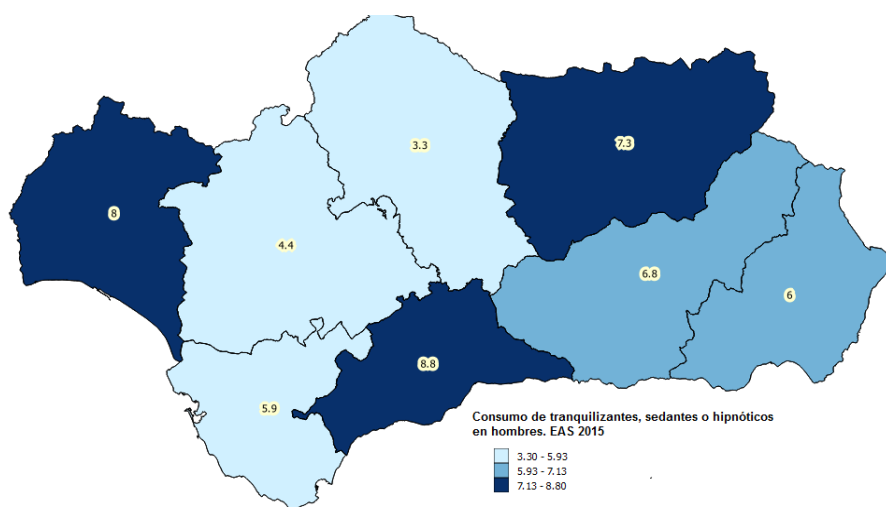 3.3
7.3
8
4.4
6.8
6
8.8
5.9
Consumo de tranquilizantes, sedantes o hipnóticos
en hombres. EAS 2015
3.30 - 5.93
5.93 - 7.13
7.13 - 8.80